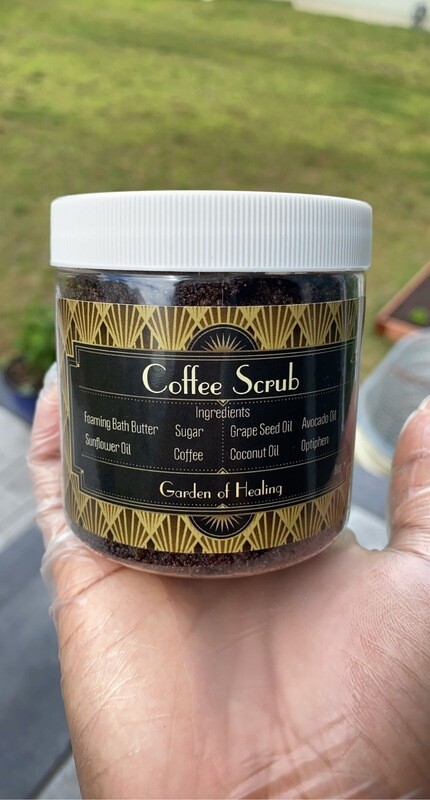 Coffee Scrub
Ingredients
Foaming Bath Butter Sugar Grape Seed Oil Avocado Oil
Sunflower Oil Coffee Coconut Oil Optiphen
Garden of Healing